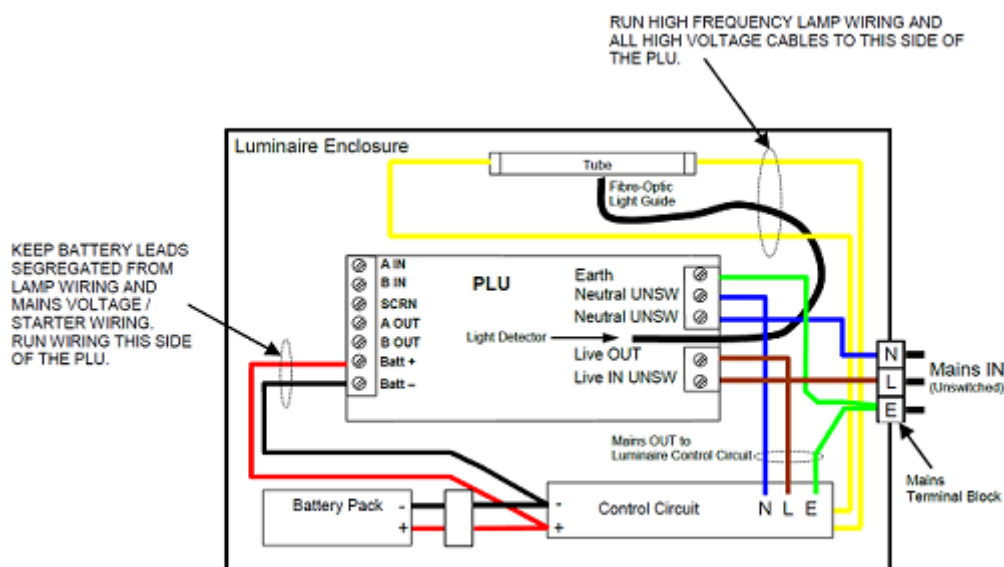 RUN HIGH FREQUENCY LAMP WIRING AND
ALL HIGH VOLTAGE CABLES TO THIS SIDE OF
THE PLU.
Luminaire Enclosure
Tube
Fibre-Optic
Light Guide
KEEP BATTERY LEADS
SEGREGATED FROM
LAMP WIRING AND
MAINS VOLTAGE /
STARTER WIRING.
RUN WIRING THIS SIDE
OF THE PLU.
A IN
B IN
SCRN
A OUT
B OUT
Batt +
Batt –
PLU
Light Detector
Earth
Neutral UNSW
Neutral UNSW
Live OUT
Live IN UNSW
N
L
E
Mains IN
(Unswitched)
Mains OUT to
Luminaire Control Circuit
Mains
Terminal Block
Battery Pack
-
+
-
+
Control Circuit
N L E